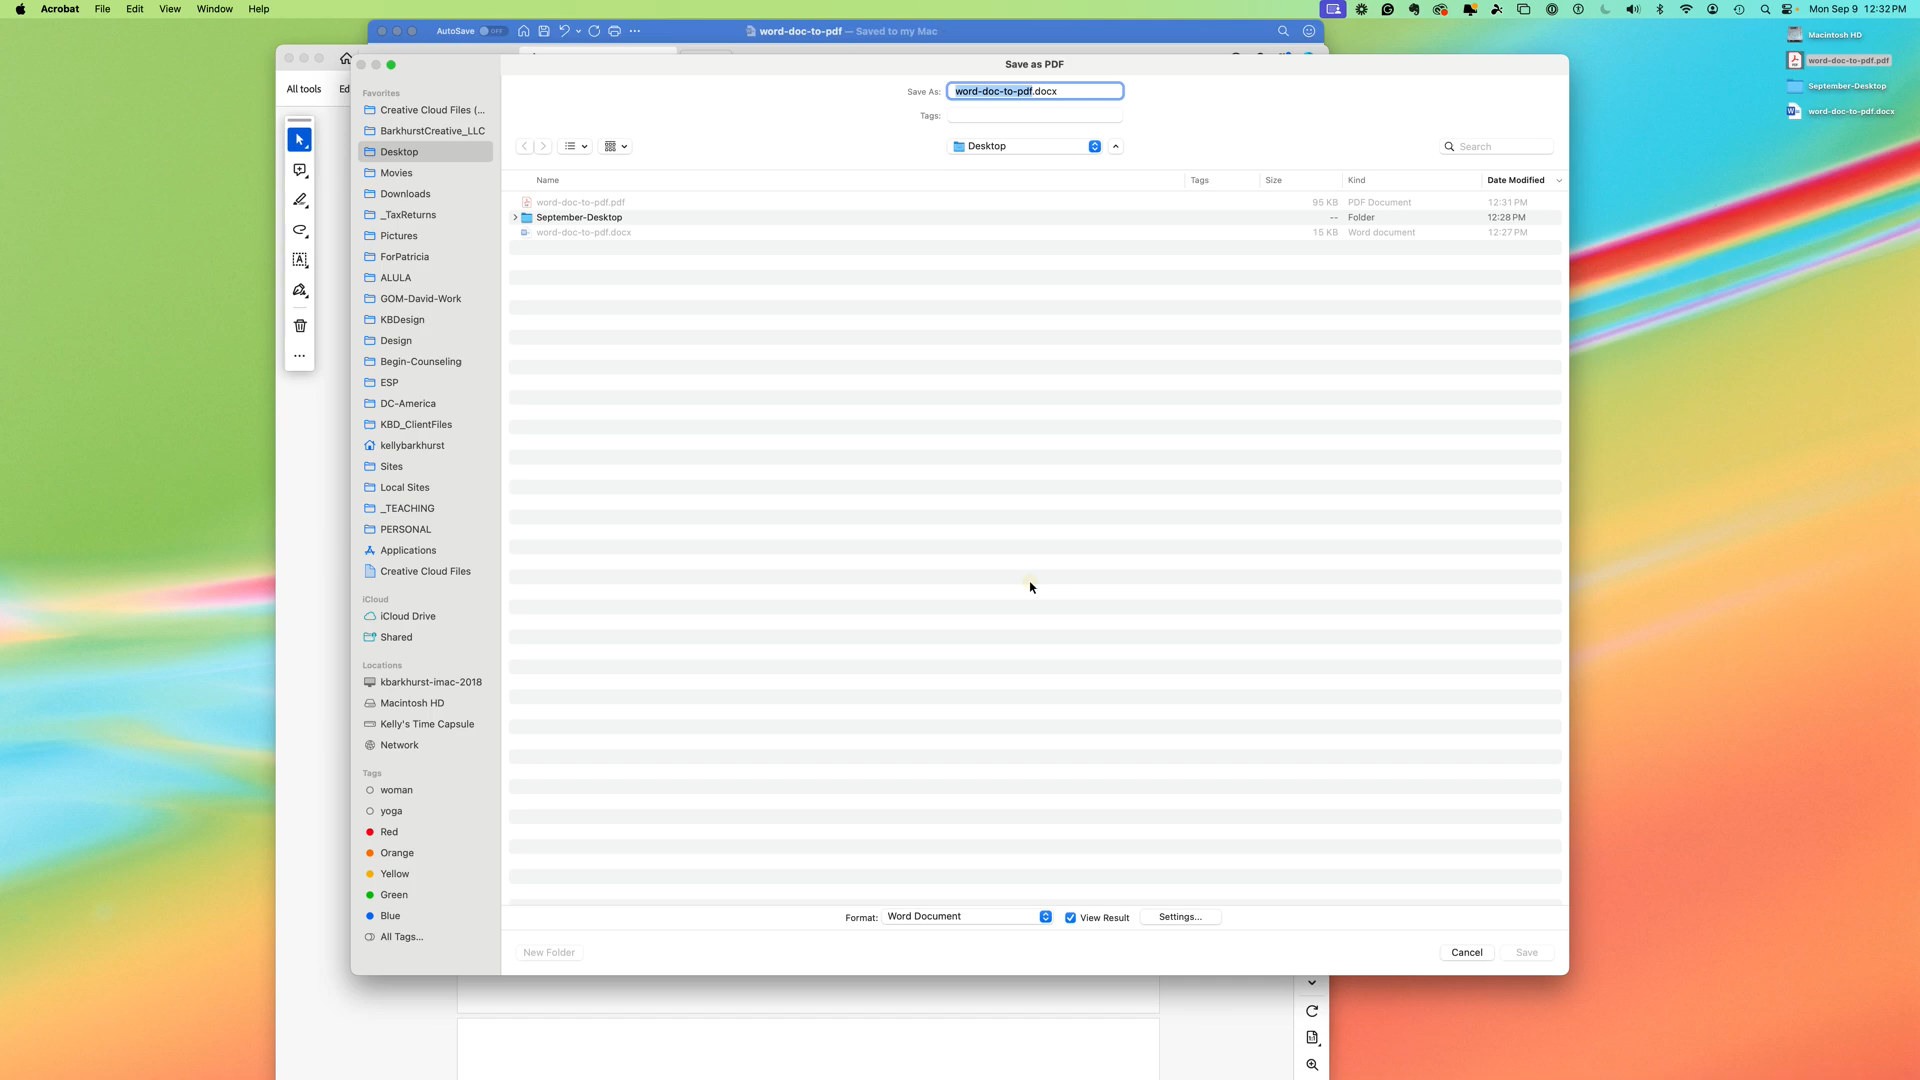 Acrobat File Edit View Window Help Mon Sep 9 12:32 PM
AutoSave OFF word-doc-to-pdf — Saved to my Mac
Macintosh HD
word-doc-to-pdf.pdf
September-Desktop
word-doc-to-pdf.docx
All tools Ed
Save as PDF
Save As: word-doc-to-pdf.docx
Tags:
Desktop
Search
Name Tags Size Kind Date Modified
word-doc-to-pdf.pdf 95 KB PDF Document 12:31 PM
September-Desktop -- Folder 12:28 PM
word-doc-to-pdf.docx 15 KB Word document 12:27 PM
Favorites
Creative Cloud Files (...
BarkhurstCreative_LLC
Desktop
Movies
Downloads
_TaxReturns
Pictures
ForPatricia
ALULA
GOM-David-Work
KBDesign
Design
Begin-Counseling
ESP
DC-America
KBD_ClientFiles
kellybarkhurst
Sites
Local Sites
_TEACHING
PERSONAL
Applications
Creative Cloud Files
iCloud
iCloud Drive
Shared
Locations
kbarkhurst-imac-2018
Macintosh HD
Kelly's Time Capsule
Network
Tags
woman
yoga
Red
Orange
Yellow
Green
Blue
All Tags...
Format: Word Document View Result Settings...
New Folder Cancel Save